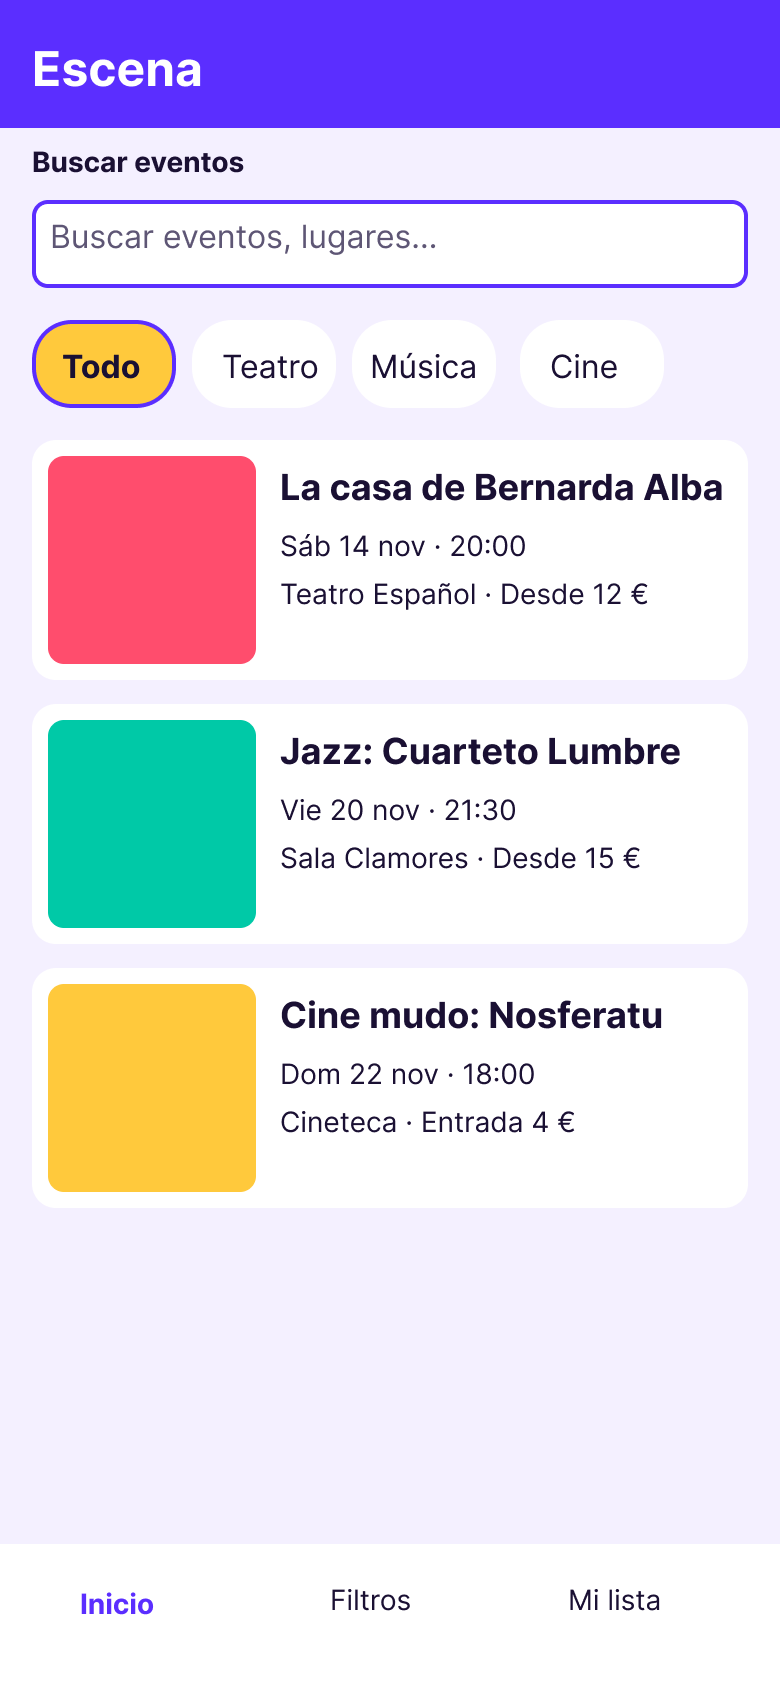 Escena
Buscar eventos
Buscar eventos, lugares...
Todo
Teatro
Música
Cine
La casa de Bernarda Alba
Sáb 14 nov · 20:00
Teatro Español · Desde 12 €
Jazz: Cuarteto Lumbre
Vie 20 nov · 21:30
Sala Clamores · Desde 15 €
Cine mudo: Nosferatu
Dom 22 nov · 18:00
Cineteca · Entrada 4 €
Inicio
Filtros
Mi lista